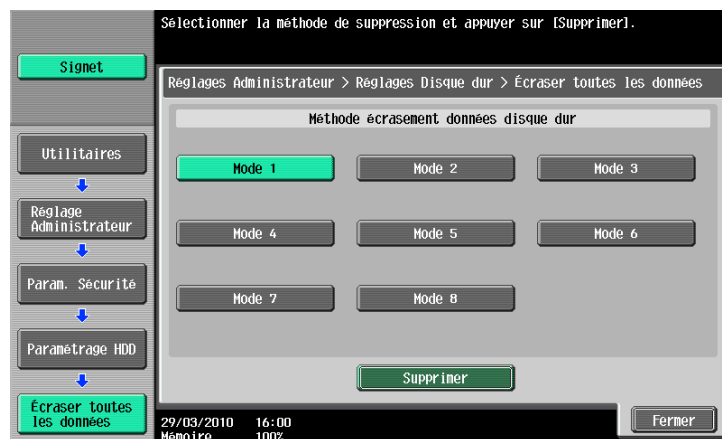 Sélectionner la méthode de suppression et appuyer sur [Supprimer].
Signet
Réglages Administrateur > Réglages Disque dur > Écraser toutes les données
Méthode écrasement données disque dur
Utilitaires
Mode 1
Mode 2
Mode 3
Réglage
Administrateur
Mode 4
Mode 5
Mode 6
Param. Sécurité
Mode 7
Mode 8
Paramétrage HDD
Supprimer
Écraser toutes
les données
29/03/2010 16:00
Mémoire 100%
Fermer